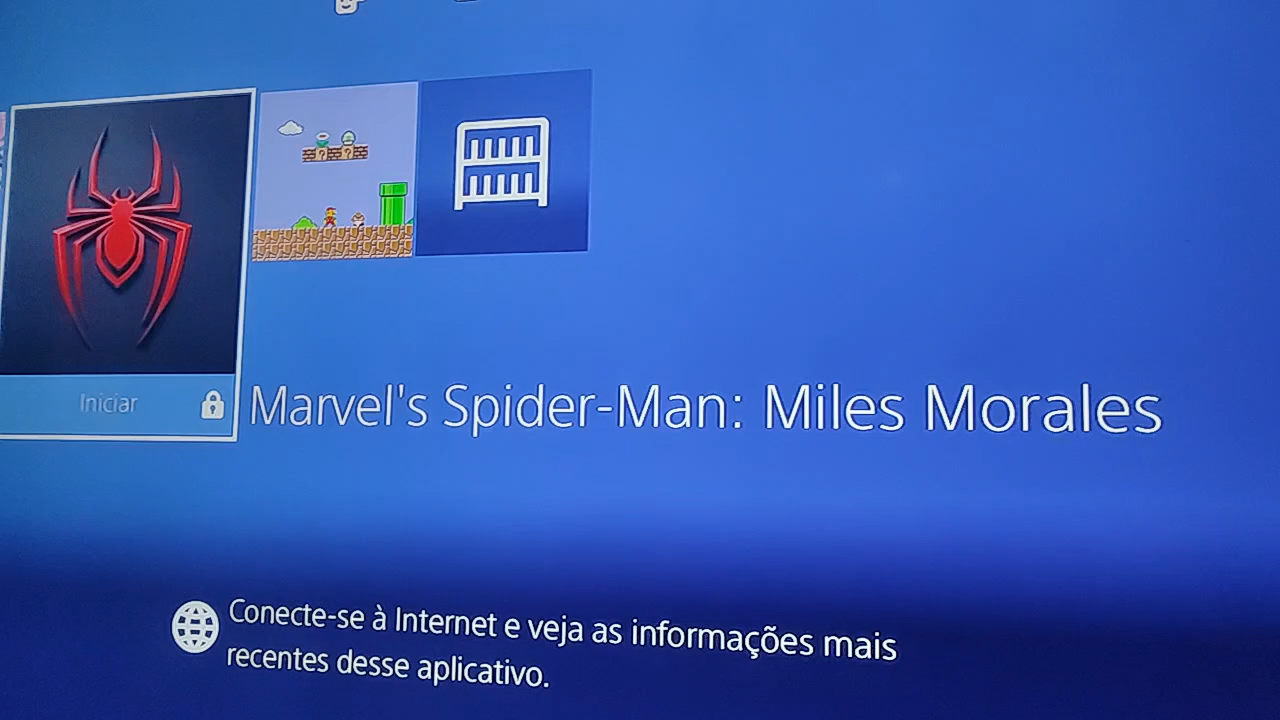 Iniciar
Marvel's Spider-Man: Miles Morales
Conecte-se à Internet e veja as informações mais
recentes desse aplicativo.